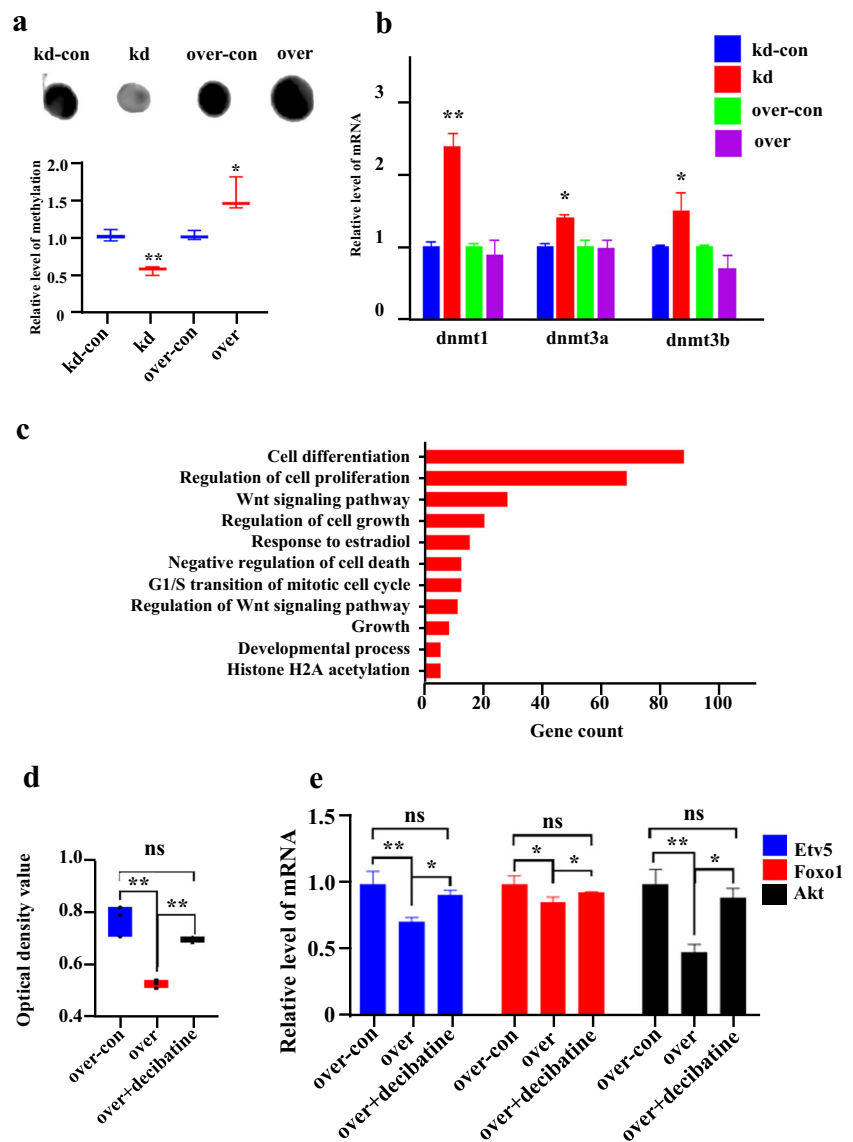 a
kd-con kd over-con over
Relative level of methylation
2.0
1.5
1.0
0.5
0
**
*
kd-con
kd
over-con
over
b
kd-con
kd
over-con
over
Relative level of mRNA
3
2
1
0
**
*
*
dnmt1 dnmt3a dnmt3b
c
Cell differentiation
Regulation of cell proliferation
Wnt signaling pathway
Regulation of cell growth
Response to estradiol
Negative regulation of cell death
G1/S transition of mitotic cell cycle
Regulation of Wnt signaling pathway
Growth
Developmental process
Histone H2A acetylation
0 20 40 60 80 100
Gene count
d
Optical density value
1.0
0.8
0.6
0.4
ns
**
**
over-con
over
over+decibatine
e
Relative level of mRNA
1.5
1.0
0.5
0
ns
**
*
ns
*
*
ns
**
*
Etv5
Foxo1
Akt
over-con
over
over+decibatine
over-con
over
over+decibatine
over-con
over
over+decibatine